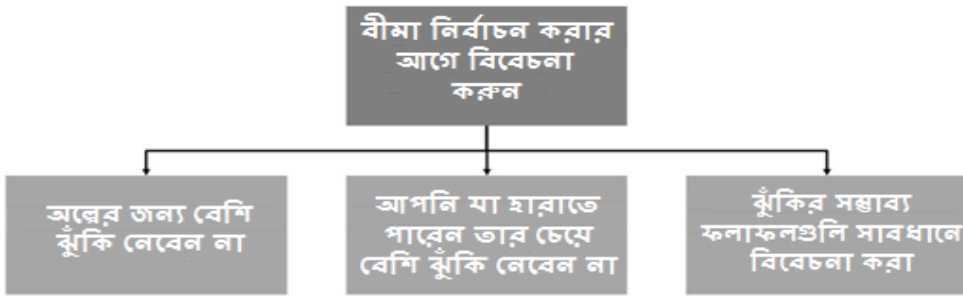 বীমা নির্বাচন করার
আগে বিবেচনা
করুন
অল্পের জন্য বেশি
ঝুঁকি নেবেন না
আপনি যা হারাতে
পারেন তার চেয়ে
বেশি ঝুঁকি নেবেন না
ঝুঁকির সম্ভাব্য
ফলাফলগুলি সাবধানে
বিবেচনা করা